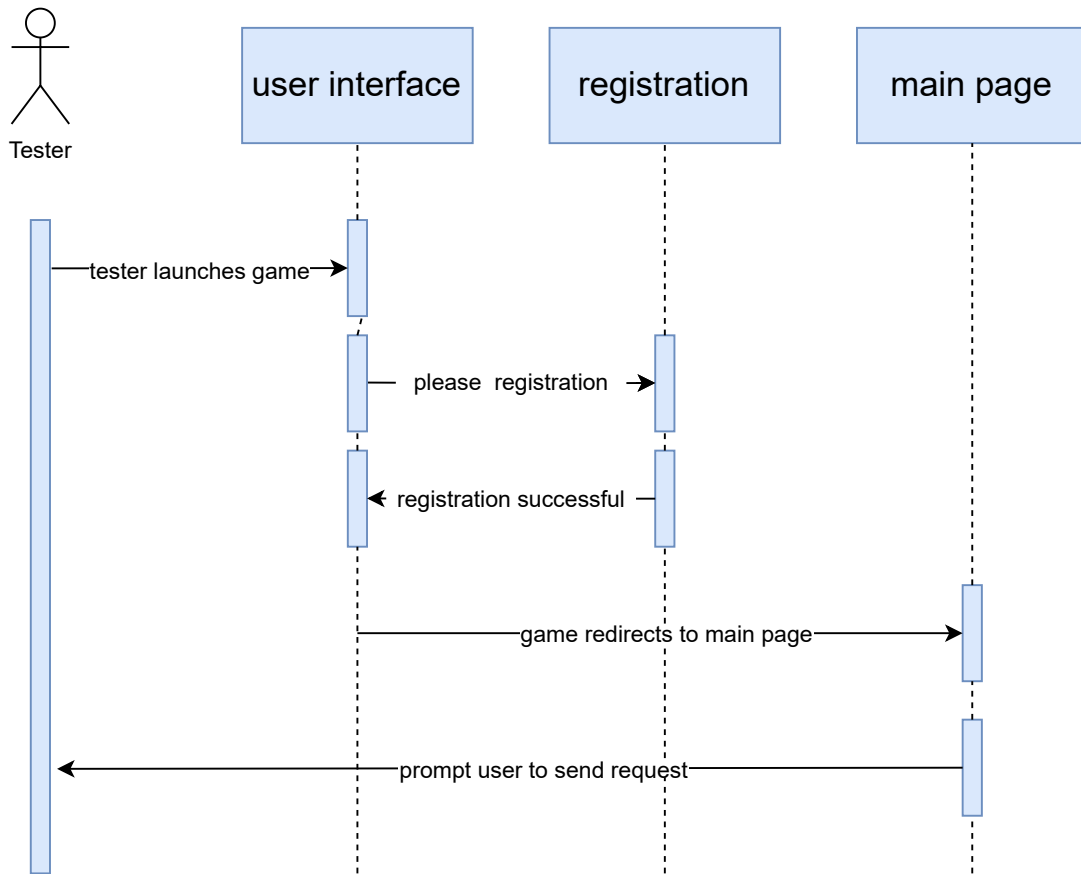 user interface
registration
main page
Tester
tester launches game
please  registration
registration successful
game redirects to main page
prompt user to send request